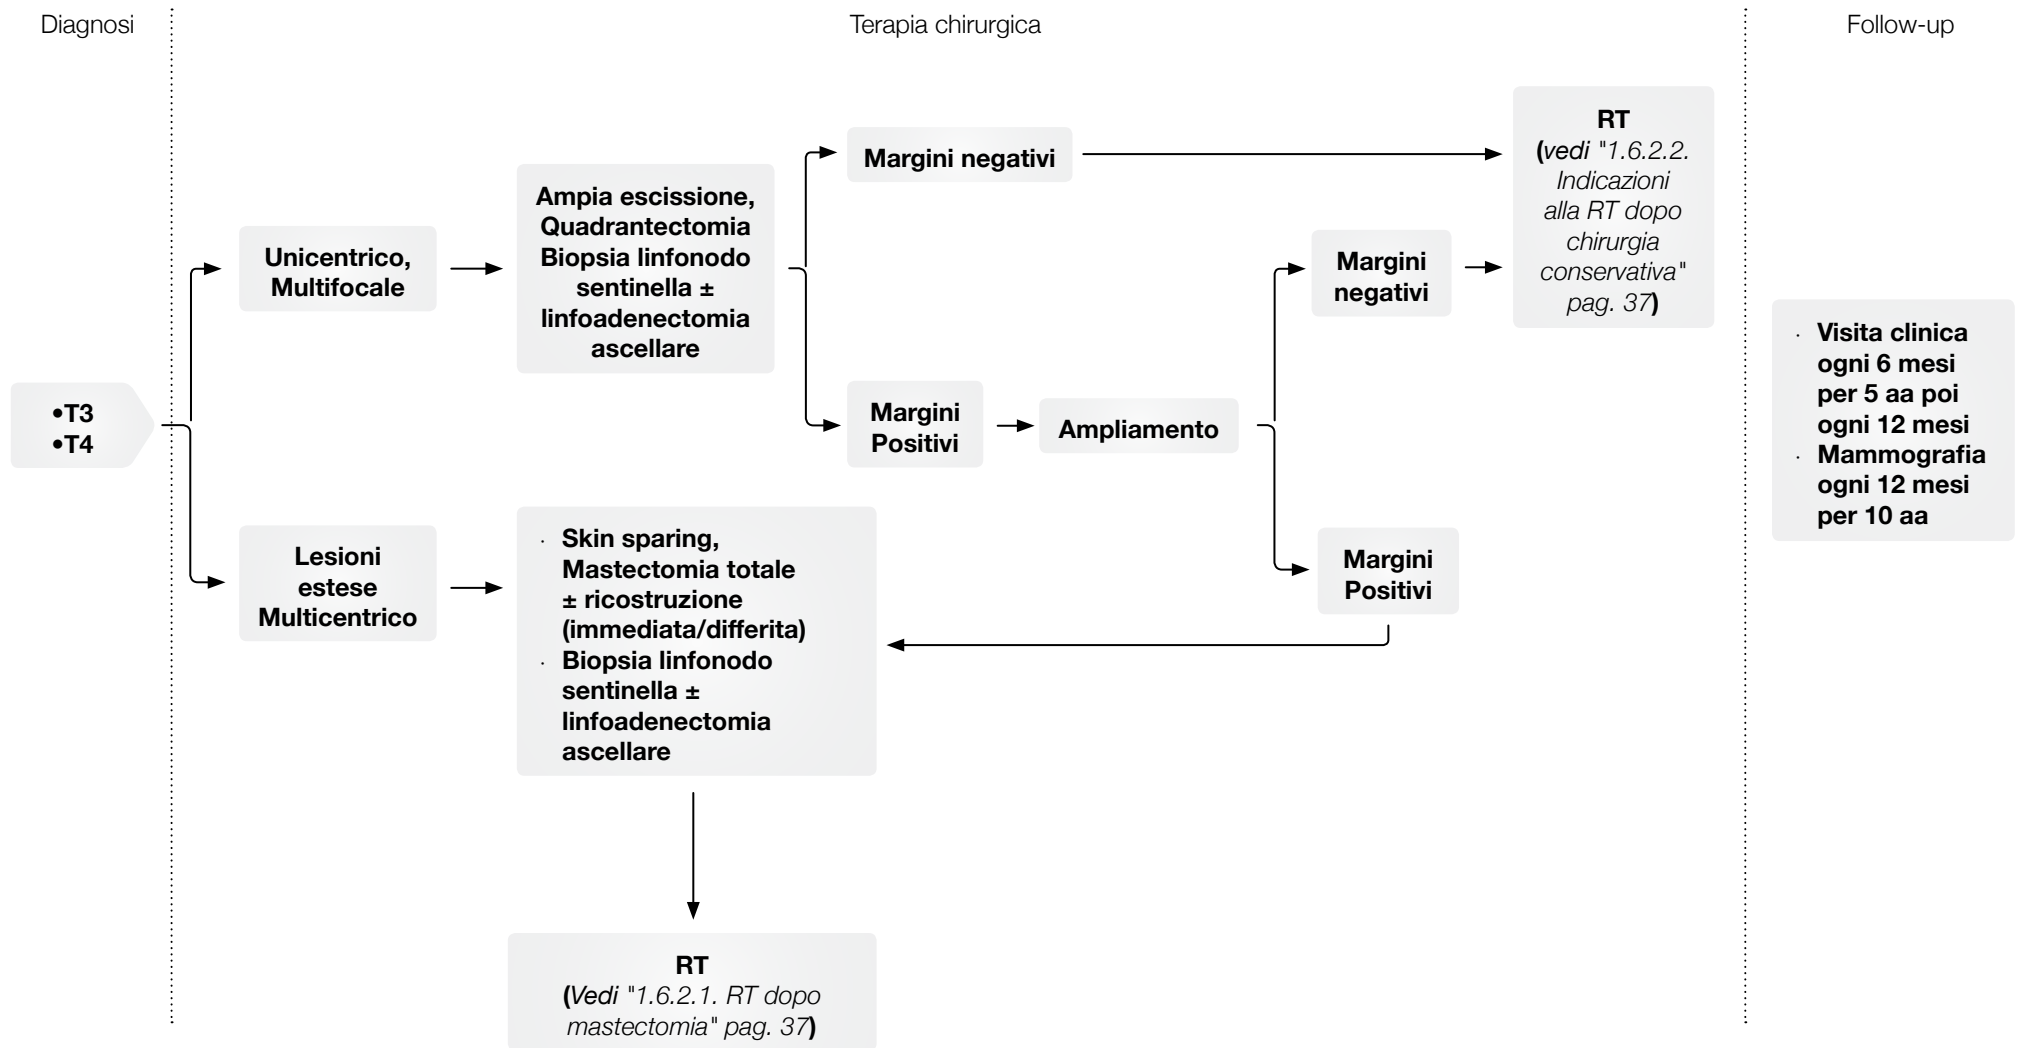 Diagnosi
Terapia chirurgica
Follow-up
•T3
•T4
Unicentrico,
Multifocale
Ampia escissione,
Quadrantectomia
Biopsia linfonodo
sentinella ±
linfoadenectomia
ascellare
Margini negativi
RT
(vedi "1.6.2.2.
Indicazioni
alla RT dopo
chirurgia
conservativa"
pag. 37)
Margini
Positivi
Ampliamento
Margini
negativi
Margini
Positivi
Lesioni
estese
Multicentrico
· Skin sparing,
Mastectomia totale
± ricostruzione
(immediata/differita)
· Biopsia linfonodo
sentinella ±
linfoadenectomia
ascellare
RT
(Vedi "1.6.2.1. RT dopo
mastectomia" pag. 37)
· Visita clinica
ogni 6 mesi
per 5 aa poi
ogni 12 mesi
· Mammografia
ogni 12 mesi
per 10 aa